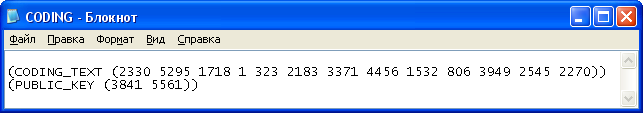 CODING - Блокнот
Файл Правка Формат Вид Справка
(CODING_TEXT (2330 5295 1718 1 323 2183 3371 4456 1532 806 3949 2545 2270))
(PUBLIC_KEY (3841 5561))